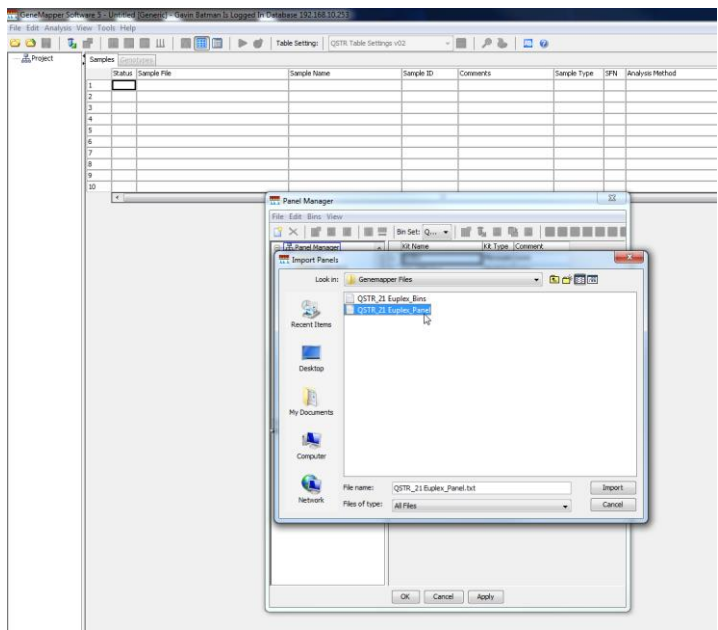 GeneMapper Software 5 - Untitled [Generic] - Gavin Batman Is Logged In Database 192.168.10.253
File Edit Analysis View Tools Help
Table Setting: QSTR Table Settings v02
Project
Samples Genotypes
Status Sample File Sample Name Sample ID Comments Sample Type SFN Analysis Method
1
2
3
4
5
6
7
8
9
10
Panel Manager
File Edit Bins View
Bin Set: Q...
Panel Manager Kit Name Kit Type Comment
Import Panels
Look in: Genemapper Files
QSTR_21 Euplex_Bins
QSTR_21 Euplex_Panel
Recent Items
Desktop
My Documents
Computer
Network
File name: QSTR_21 Euplex_Panel.txt Import
Files of type: All Files Cancel
OK Cancel Apply